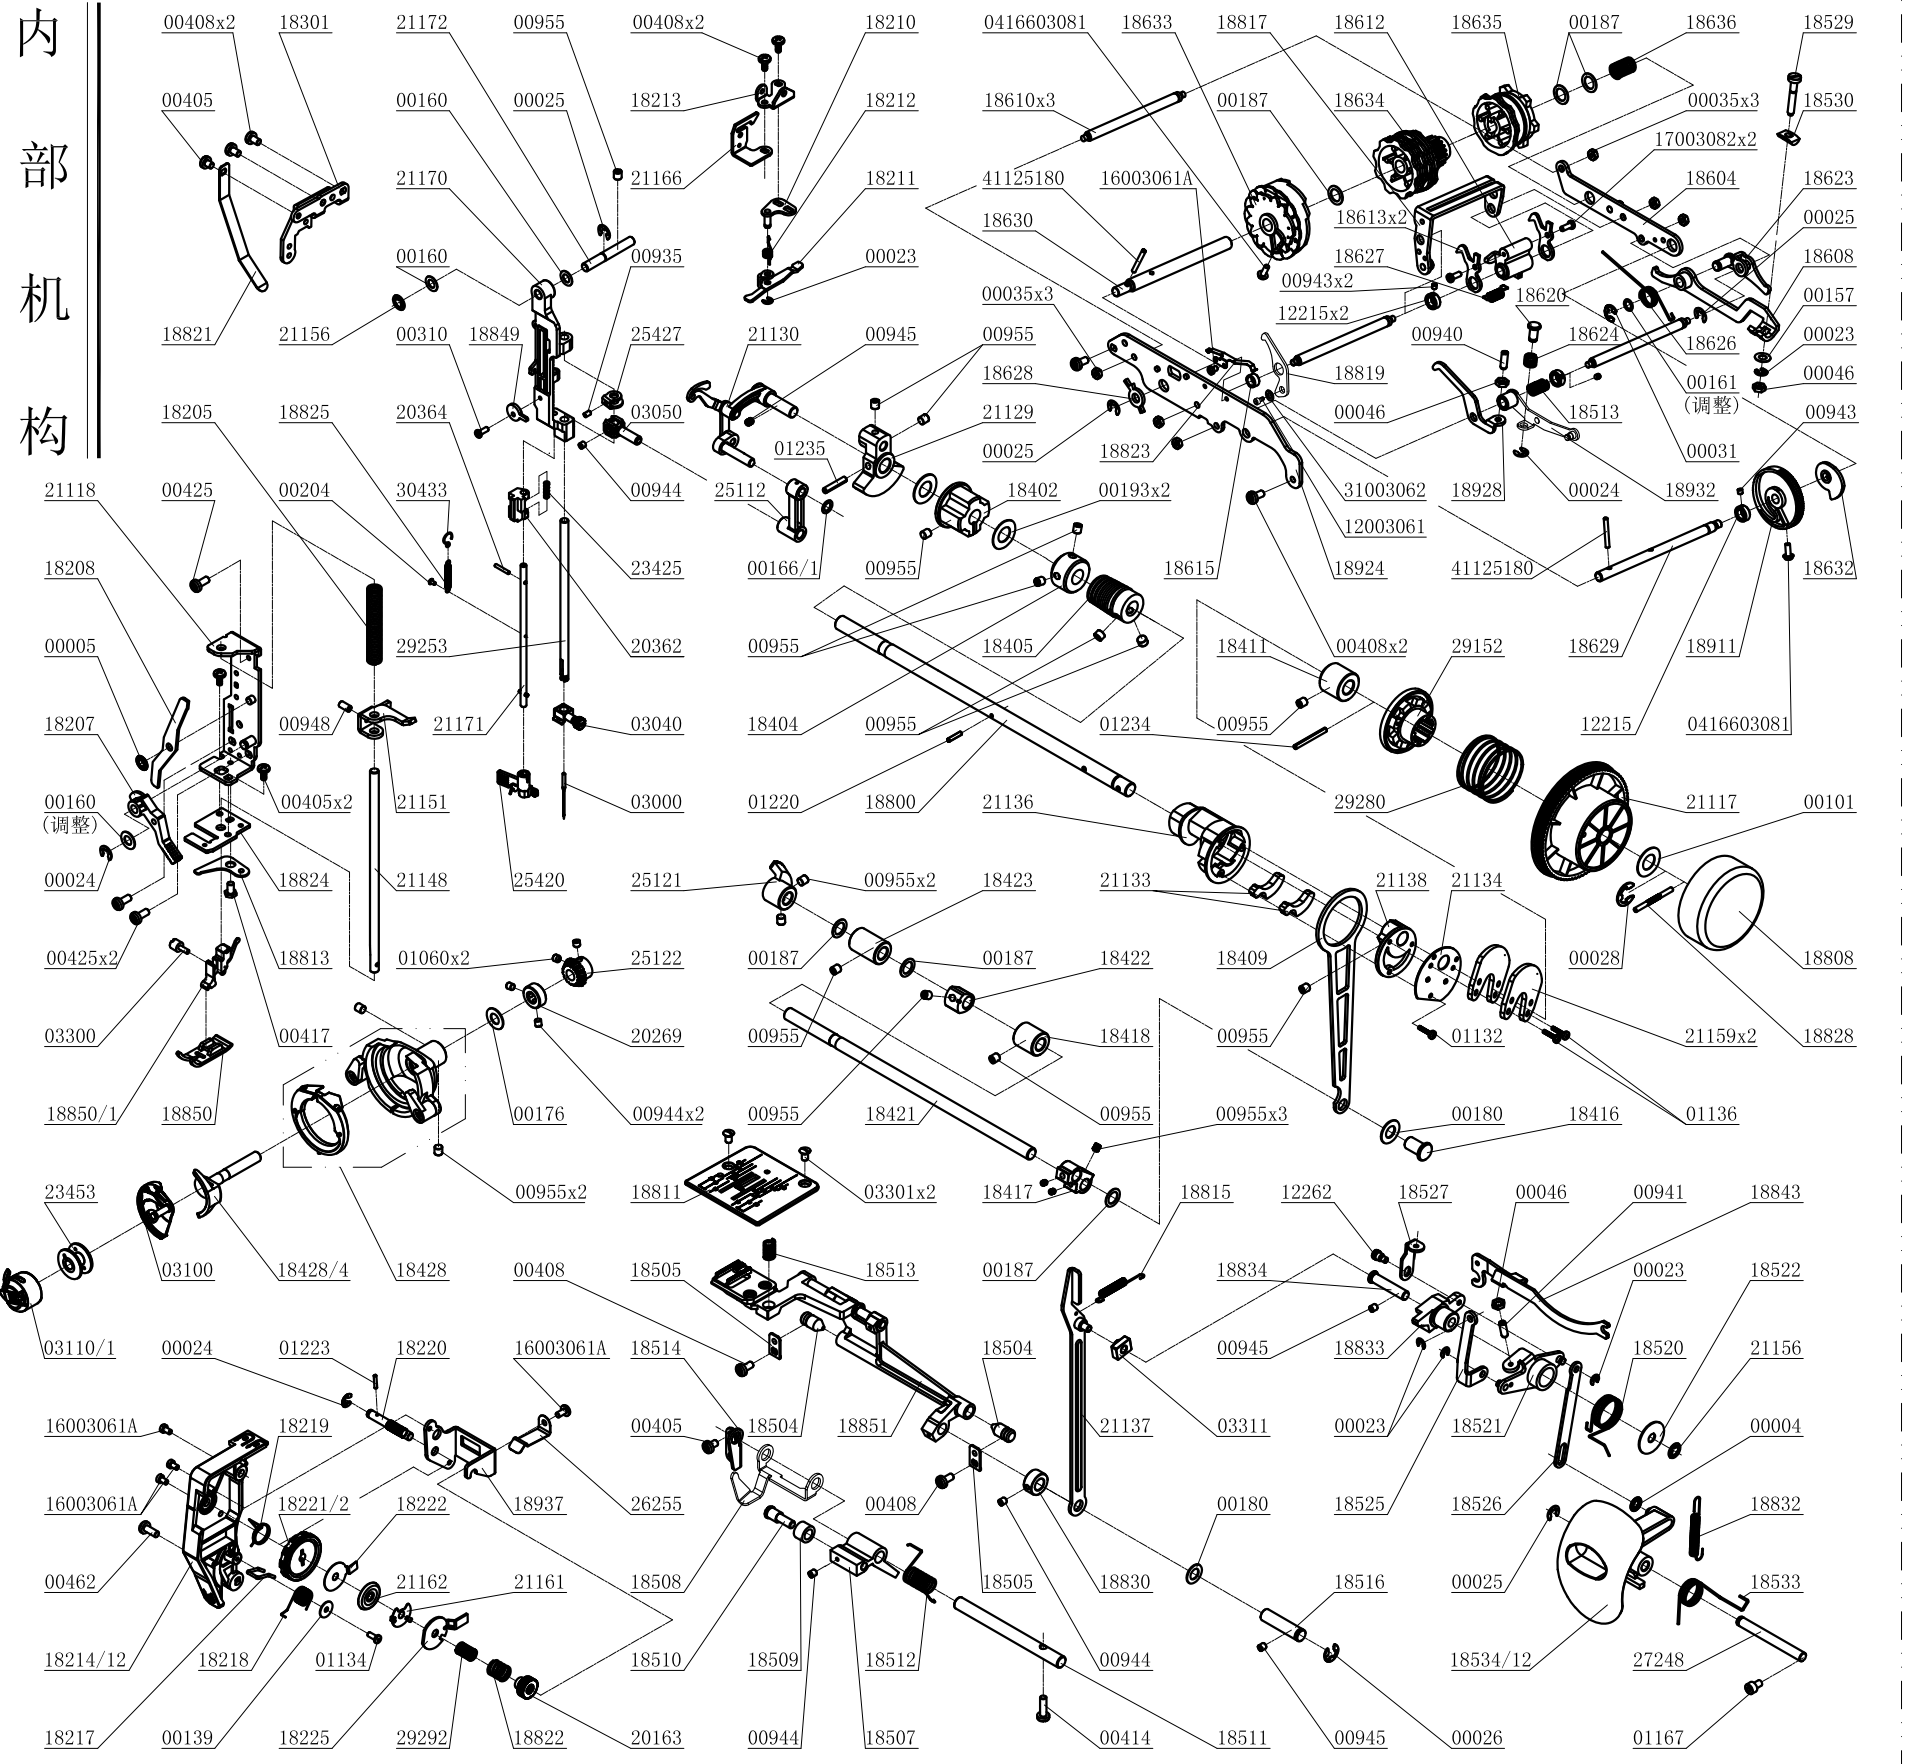 内部机构
00408x2 18301 21172 00955 00408x2 18210 0416603081 18633 18817 18612 18635 00187 18636 18529
00405 00160 00025 18213 18212 18610x3 00187 18634 00035x3 18530
17003082x2
21170 21166 18211 41125180 16003061A 18604 18623
18630 18613x2 00025
00160 00935 00023 18627 18608
00943x2
00035x3 18620 00157
12215x2
18821 21156 00310 18849 25427 21130 00945 00955 00940 18624 18626 00023
18628 18819 00161 00046
(调整)
18205 18825 20364 03050 21129 00046 18513 00943
01235 00025 18823 00031
21118 00425 00204 30433 00944 25112 18402 00193x2 31003062 18928 00024 18932
12003061
18208 23425 00166/1 00955 18615 18924 41125180 18632
00005 29253 20362 00955 18405 00408x2 18411 29152 18629 18911
18207 00948 21171 03040 18404 00955 01234 00955 12215 0416603081
00160 00405x2 21151 03000 01220 18800 21136 29280 21117 00101
(调整)
00024 18824 21148 25420 25121 00955x2 18423 21133 21138 21134
00425x2 18813 01060x2 25122 00187 00187 18422 18409 00028 18808
03300 00417 20269 00955 18418 00955 01132 21159x2 18828
18850/1 18850 00176 00944x2 00955 18421 00955 00955x3 00180 18416 01136
23453 00955x2 18811 03301x2 18417 18815 12262 18527 00046 00941 18843
03100 18428/4 18428 00408 18505 18513 00187 18834 00023 18522
03110/1 00024 01223 18220 16003061A 18514 18504 00945 18833 18520 21156
16003061A 18219 00405 18504 18851 21137 03311 00023 18521 00004
16003061A 18221/2 18222 18937 26255 00408 00180 18525 18526 18832
00462 21162 21161 18508 18505 18830 18516 00025 18533
18214/12 18218 01134 18510 18509 18512 00944 18534/12 27248
18217 00139 18225 29292 18822 20163 00944 18507 00414 18511 00945 00026 01167